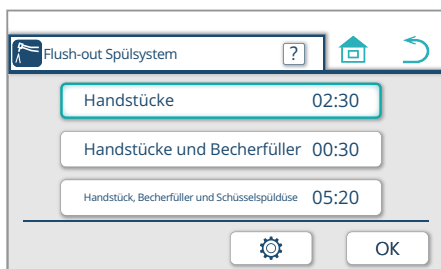 Flush-out Spülsystem ?
Handstücke 02:30
Handstücke und Becherfüller 00:30
Handstück, Becherfüller und Schüsselspüldüse 05:20
OK